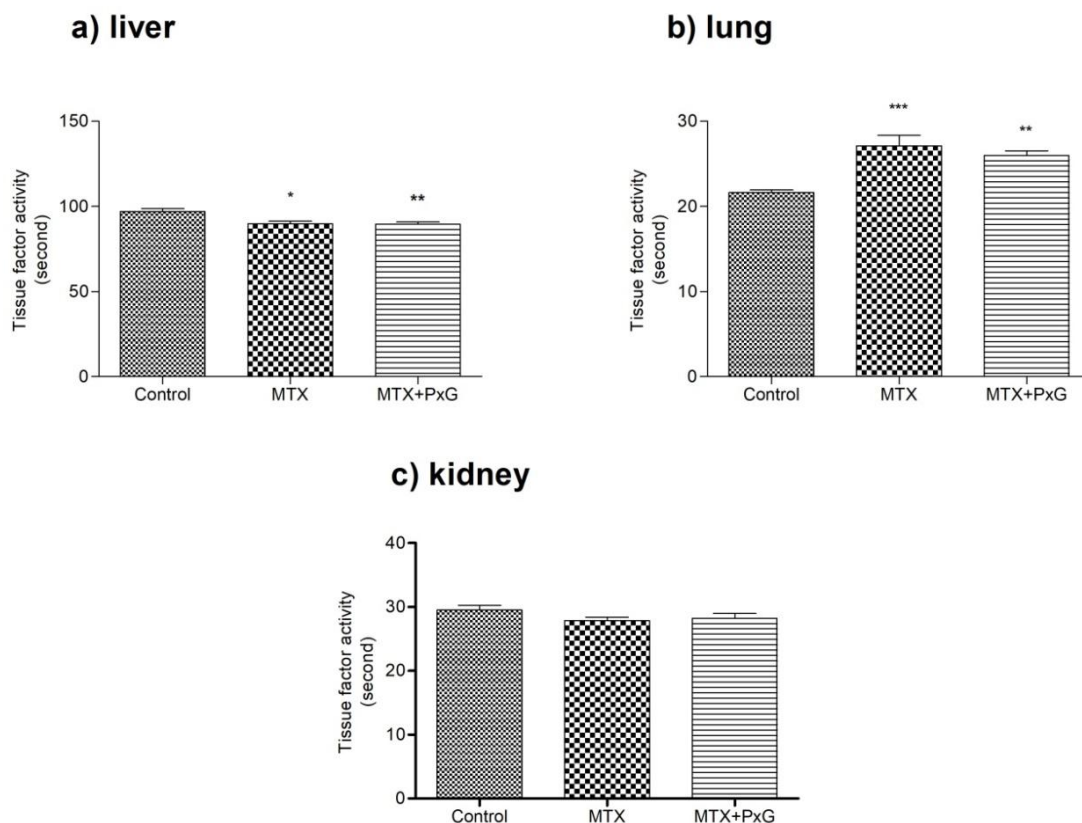 a) liver
Tissue factor activity
(second)
150
100
50
0
*
**
Control
MTX
MTX+PxG
b) lung
Tissue factor activity
(second)
30
20
10
0
***
**
Control
MTX
MTX+PxG
c) kidney
Tissue factor activity
(second)
40
30
20
10
0
Control
MTX
MTX+PxG